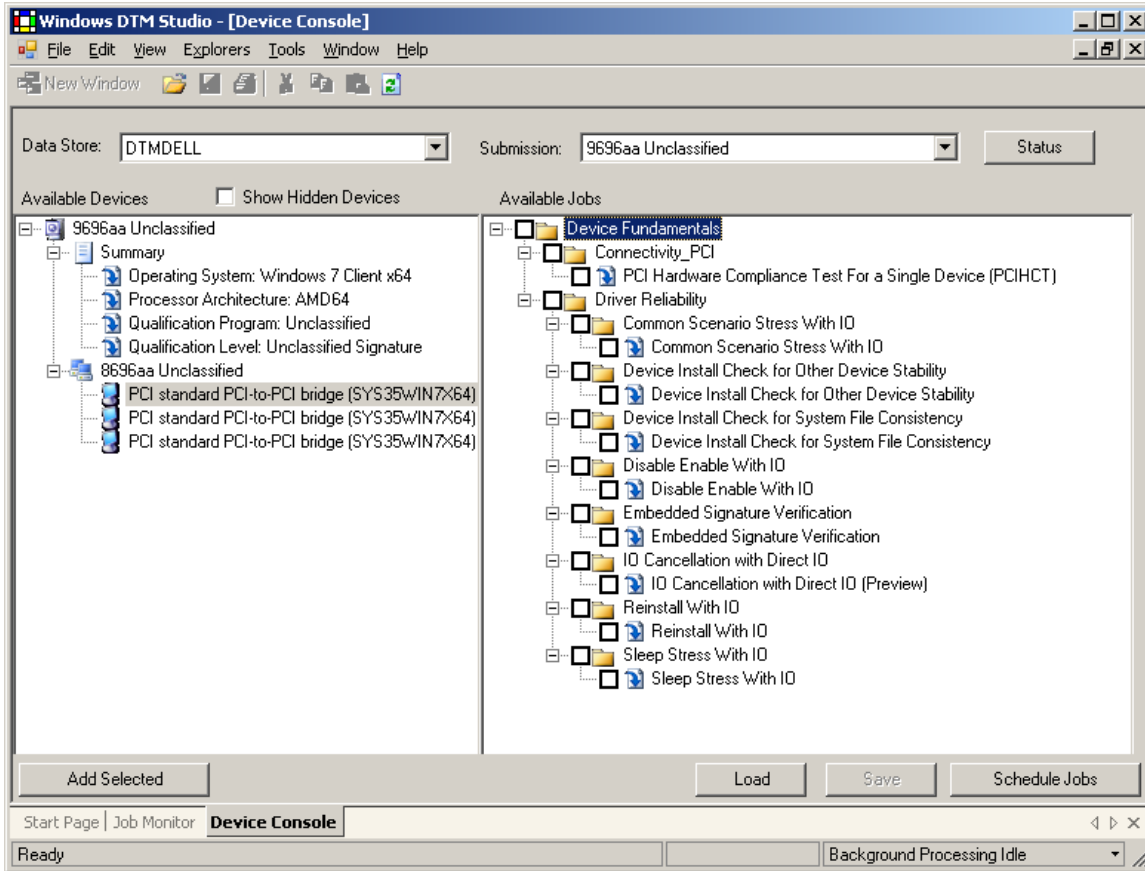 Windows DTM Studio - [Device Console]
File Edit View Explorers Tools Window Help
New Window
Data Store: DTMDELL Submission: 9696aa Unclassified Status
Available Devices Show Hidden Devices Available Jobs
9696aa Unclassified
Summary
Operating System: Windows 7 Client x64
Processor Architecture: AMD64
Qualification Program: Unclassified
Qualification Level: Unclassified Signature
8696aa Unclassified
PCI standard PCI-to-PCI bridge (SYS35WIN7X64)
PCI standard PCI-to-PCI bridge (SYS35WIN7X64)
PCI standard PCI-to-PCI bridge (SYS35WIN7X64)
Device Fundamentals
Connectivity_PCI
PCI Hardware Compliance Test For a Single Device (PCIHCT)
Driver Reliability
Common Scenario Stress With IO
Common Scenario Stress With IO
Device Install Check for Other Device Stability
Device Install Check for Other Device Stability
Device Install Check for System File Consistency
Device Install Check for System File Consistency
Disable Enable With IO
Disable Enable With IO
Embedded Signature Verification
Embedded Signature Verification
IO Cancellation with Direct IO
IO Cancellation with Direct IO (Preview)
Reinstall With IO
Reinstall With IO
Sleep Stress With IO
Sleep Stress With IO
Add Selected Load Save Schedule Jobs
Start Page Job Monitor Device Console
Ready Background Processing Idle